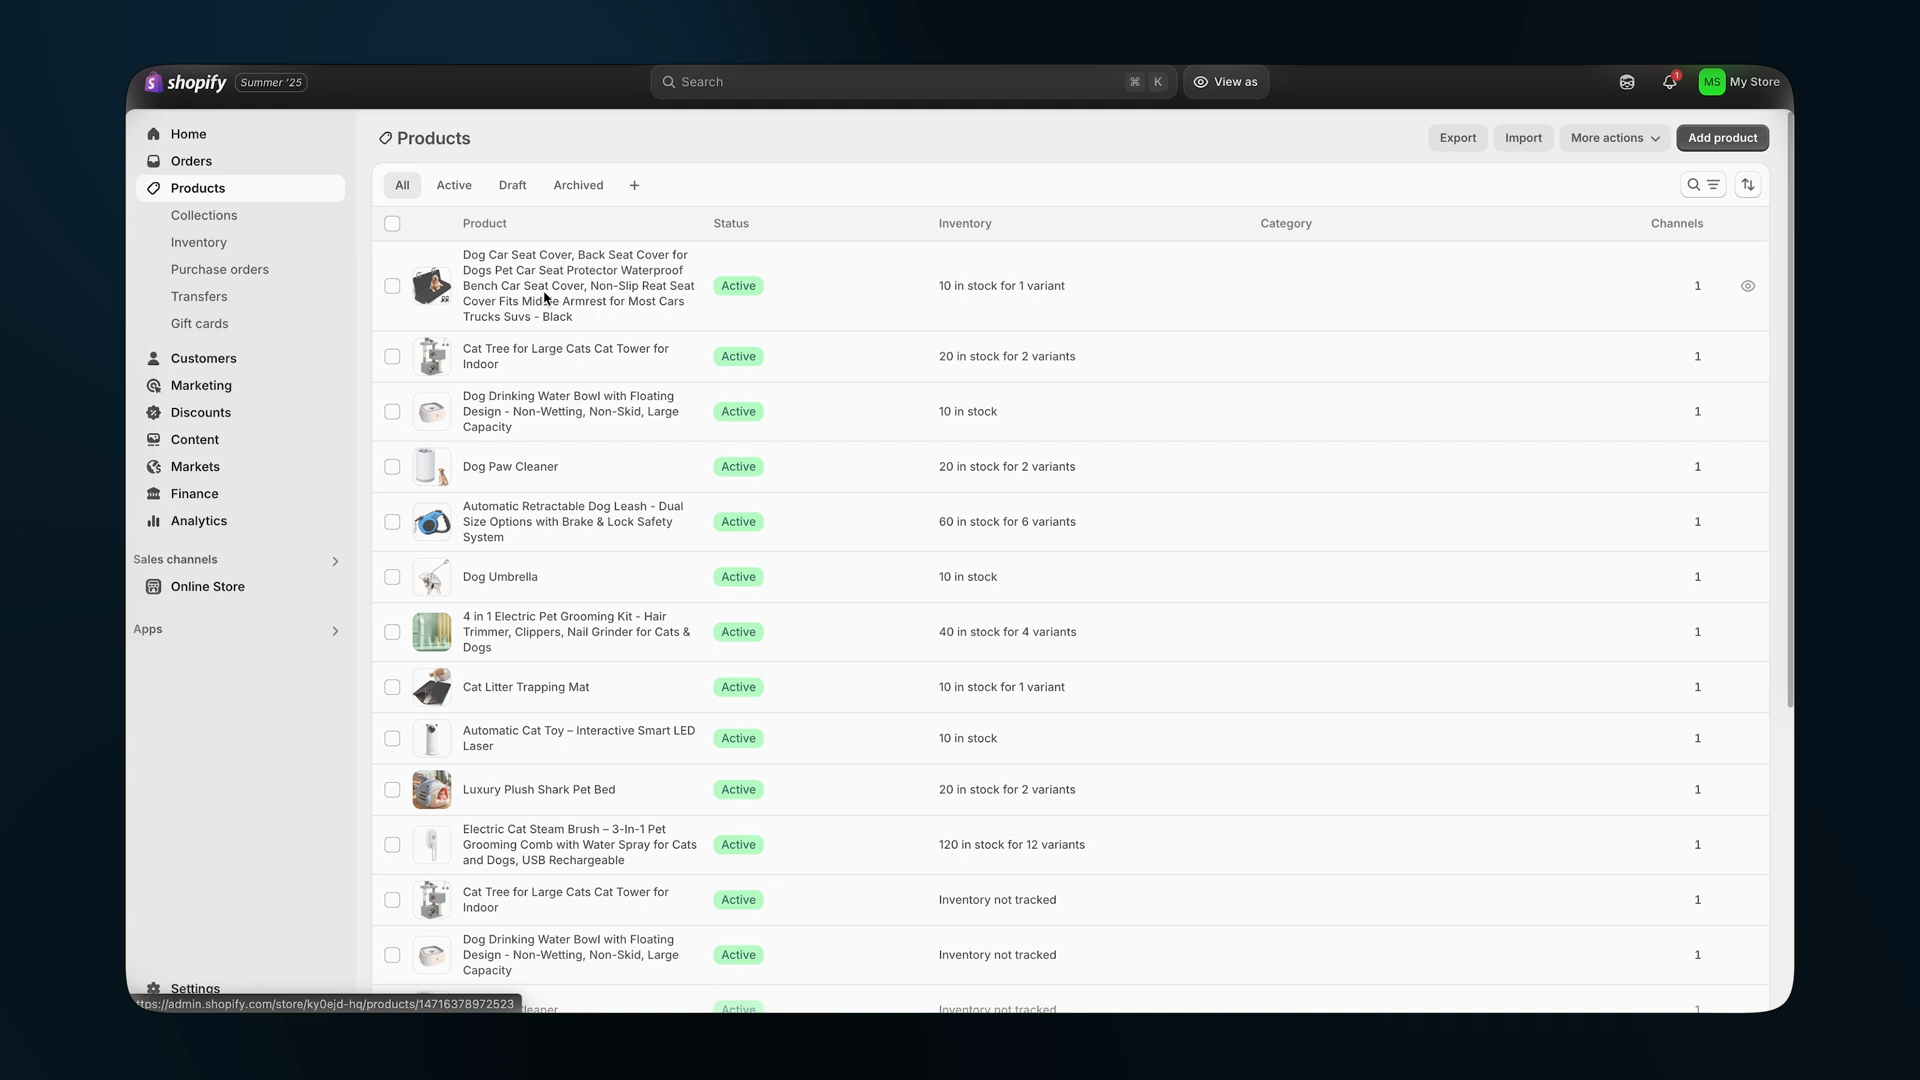 shopify Summer '25 Search ⌘ K View as 1 MS My Store
Home
Orders
Products
Collections
Inventory
Purchase orders
Transfers
Gift cards
Customers
Marketing
Discounts
Content
Markets
Finance
Analytics
Sales channels
Online Store
Apps
Settings
Products Export Import More actions Add product
All Active Draft Archived +
Product Status Inventory Category Channels
Dog Car Seat Cover, Back Seat Cover for
Dogs Pet Car Seat Protector Waterproof
Bench Car Seat Cover, Non-Slip Reat Seat
Cover Fits Armrest for Most Cars
Trucks Suvs - Black
Active 10 in stock for 1 variant 1
Cat Tree for Large Cats Cat Tower for
Indoor
Active 20 in stock for 2 variants 1
Dog Drinking Water Bowl with Floating
Design - Non-Wetting, Non-Skid, Large
Capacity
Active 10 in stock 1
Dog Paw Cleaner Active 20 in stock for 2 variants 1
Automatic Retractable Dog Leash - Dual
Size Options with Brake & Lock Safety
System
Active 60 in stock for 6 variants 1
Dog Umbrella Active 10 in stock 1
4 in 1 Electric Pet Grooming Kit - Hair
Trimmer, Clippers, Nail Grinder for Cats &
Dogs
Active 40 in stock for 4 variants 1
Cat Litter Trapping Mat Active 10 in stock for 1 variant 1
Automatic Cat Toy – Interactive Smart LED
Laser
Active 10 in stock 1
Luxury Plush Shark Pet Bed Active 20 in stock for 2 variants 1
Electric Cat Steam Brush – 3-In-1 Pet
Grooming Comb with Water Spray for Cats
and Dogs, USB Rechargeable
Active 120 in stock for 12 variants 1
Cat Tree for Large Cats Cat Tower for
Indoor
Active Inventory not tracked 1
Dog Drinking Water Bowl with Floating
Design - Non-Wetting, Non-Skid, Large
Capacity
Active Inventory not tracked 1
leaner Active Inventory not tracked 1
ttps://admin.shopify.com/store/ky0ejd-hq/products/14716378972523